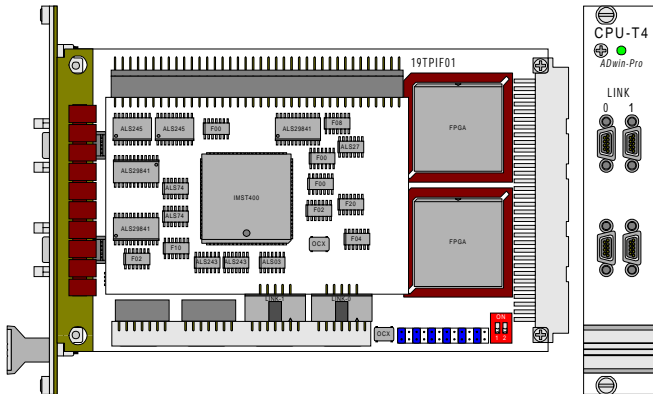 CPU-T4
ADwin-Pro
LINK
0 1
19TPIF01
ALS245
ALS245
F00
ALS29841
F08
ALS27
F00
ALS29841
ALS74
F00
IMST400
ALS74
F02
F20
ALS29841
F10
OCX
F04
F02
ALS243
ALS243
ALS03
FPGA
FPGA
LINK-1
LINK-0
OCX
ON
1 2